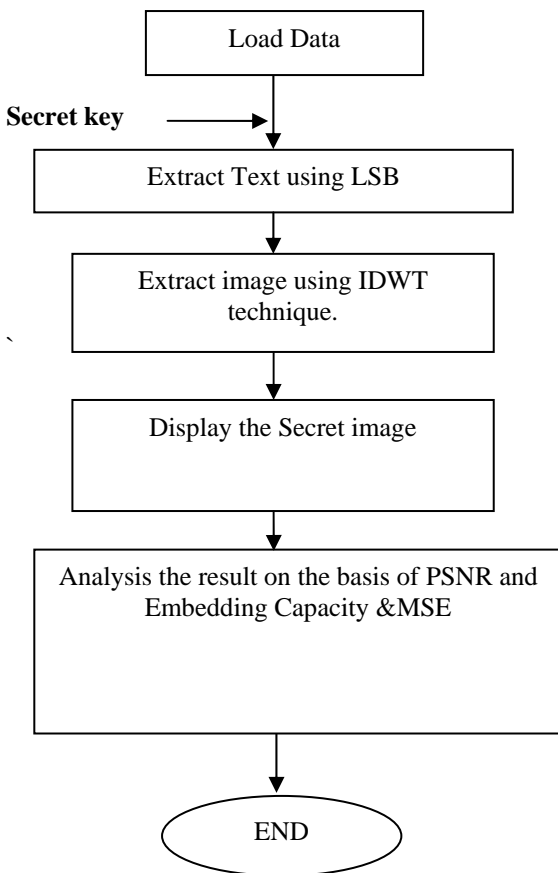 Load Data
Secret key
Extract Text using LSB
Extract image using IDWT
technique.
`
Display the Secret image
Analysis the result on the basis of PSNR and
Embedding Capacity &MSE
END